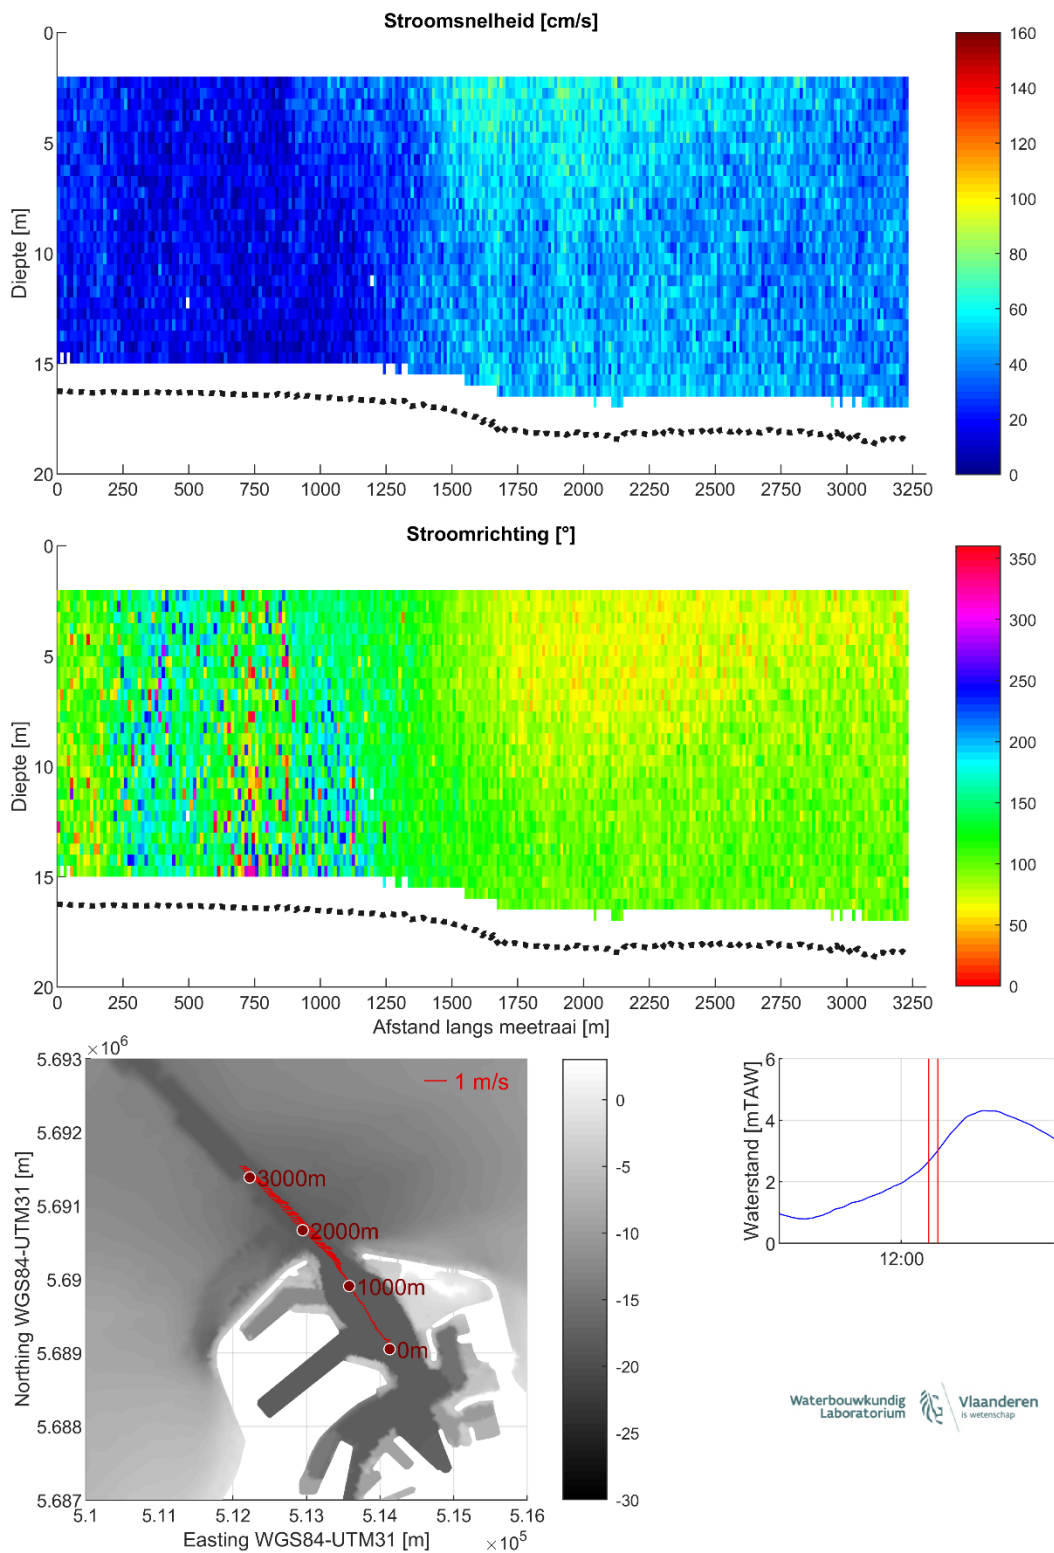 Stroomsnelheid [cm/s]
0
5
10
15
20
Diepte [m]
0 250 500 750 1000 1250 1500 1750 2000 2250 2500 2750 3000 3250
160
140
120
100
80
60
40
20
0
Stroomrichting [°]
0
5
10
15
20
Diepte [m]
0 250 500 750 1000 1250 1500 1750 2000 2250 2500 2750 3000 3250
Afstand langs meetraai [m]
350
300
250
200
150
100
50
0
×10⁶
5.693
5.692
5.691
5.69
5.689
5.688
5.687
Northing WGS84-UTM31 [m]
1 m/s
3000m
2000m
1000m
0m
5.1 5.11 5.12 5.13 5.14 5.15 5.16
Easting WGS84-UTM31 [m]
×10⁵
0
-5
-10
-15
-20
-25
-30
Waterstand [mTAW]
6
4
2
0
12:00
Waterbouwkundig
Laboratorium
Vlaanderen
is wetenschap